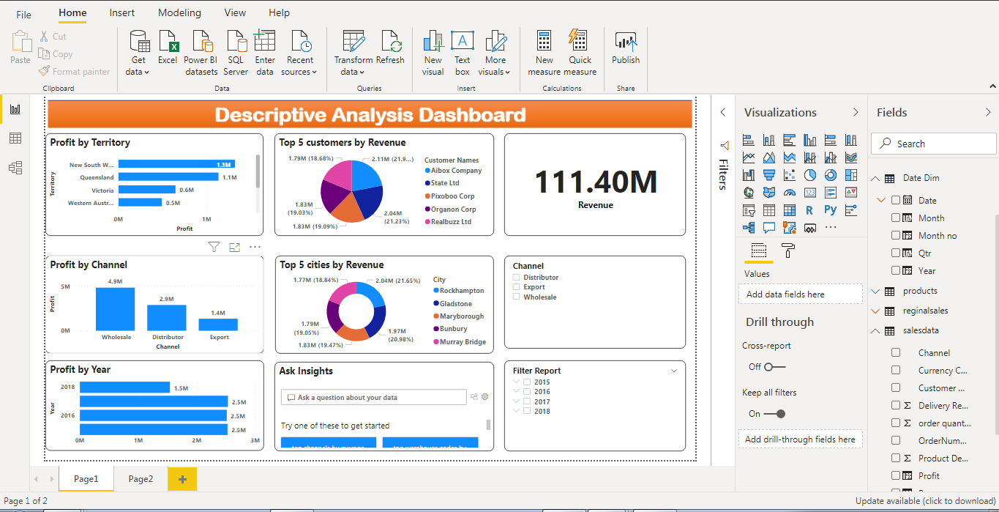 File Home Insert Modeling View Help
Paste
Cut
Copy
Format painter
Get data
Excel
Power BI datasets
SQL Server
Enter data
Recent sources
Transform data
Refresh
New visual
Text box
More visuals
New measure
Quick measure
Publish
Clipboard
Data
Queries
Insert
Calculations
Share
Descriptive Analysis Dashboard
Profit by Territory
Territory
New South W... 1.3M
Queensland 1.1M
Victoria 0.6M
Western Austr... 0.5M
0M 1M
Profit
Top 5 customers by Revenue
1.79M (18.68%)
2.11M (21.9...)
1.83M
(19.03%)
2.04M
(21.23%)
1.83M (19.09%)
Customer Names
Aibox Company
State Ltd
Pixoboo Corp
Organon Corp
Realbuzz Ltd
111.40M
Revenue
Profit by Channel
Profit
5M
0M
4.9M
2.9M
1.4M
Wholesale Distributor Export
Channel
Top 5 cities by Revenue
1.77M (18.84%)
2.04M (21.65%)
1.79M
(19.05%)
1.97M
(20.98%)
1.83M (19.47%)
City
Rockhampton
Gladstone
Maryborough
Bunbury
Murray Bridge
Channel
Distributor
Export
Wholesale
Profit by Year
Year
2018 1.5M
2.5M
2016 2.5M
2.5M
0M 1M 2M 3M
Ask Insights
Ask a question about your data
Try one of these to get started
Filter Report
2015
2016
2017
2018
Filters
Visualizations
R Py
123
Values
Add data fields here
Drill through
Cross-report
Off
Keep all filters
On
Add drill-through fields here
Fields
Search
Date Dim
Date
Month
Month no
Qtr
Year
products
reginalsales
salesdata
Channel
Currency C...
Customer ...
Delivery Re...
order quant...
OrderNum...
Product De...
Profit
Page1 Page2
Page 1 of 2
Update available (click to download)